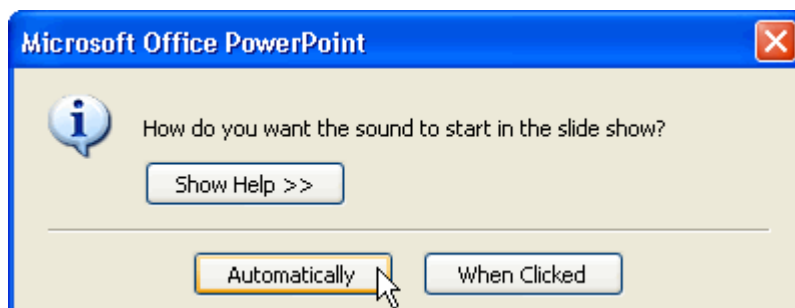 Microsoft Office PowerPoint
How do you want the sound to start in the slide show?
Show Help >>
Automatically When Clicked